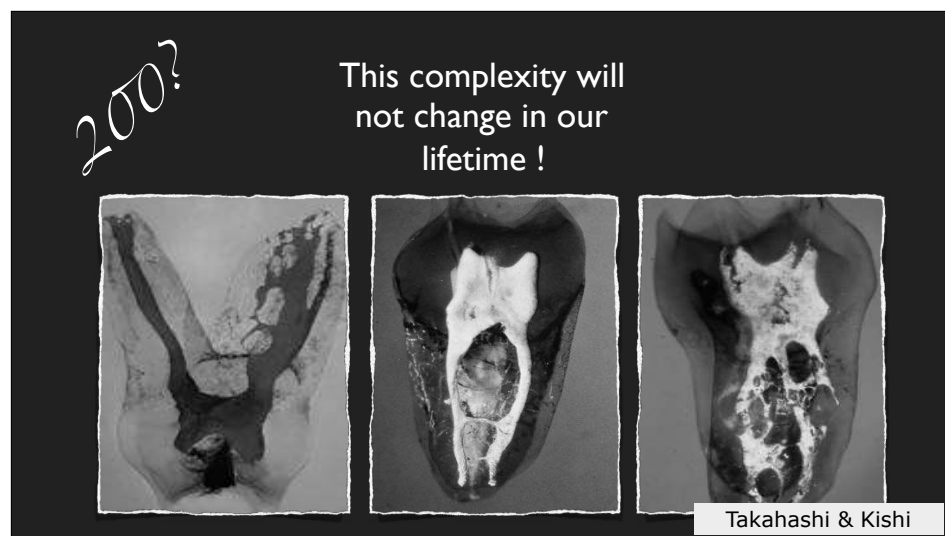 200?
This complexity will
not change in our
lifetime !
Takahashi & Kishi